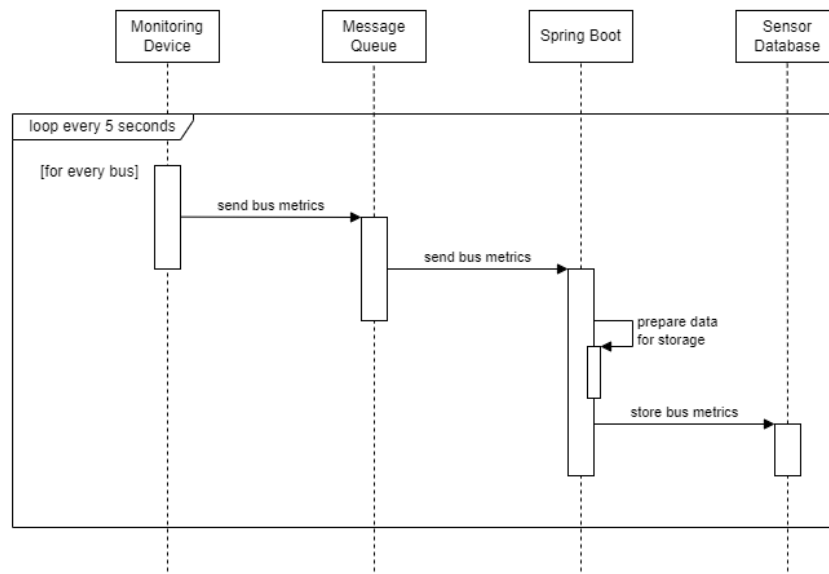 Monitoring
Device
Message
Queue
Spring Boot
Sensor
Database
loop every 5 seconds
[for every bus]
send bus metrics
send bus metrics
prepare data
for storage
store bus metrics